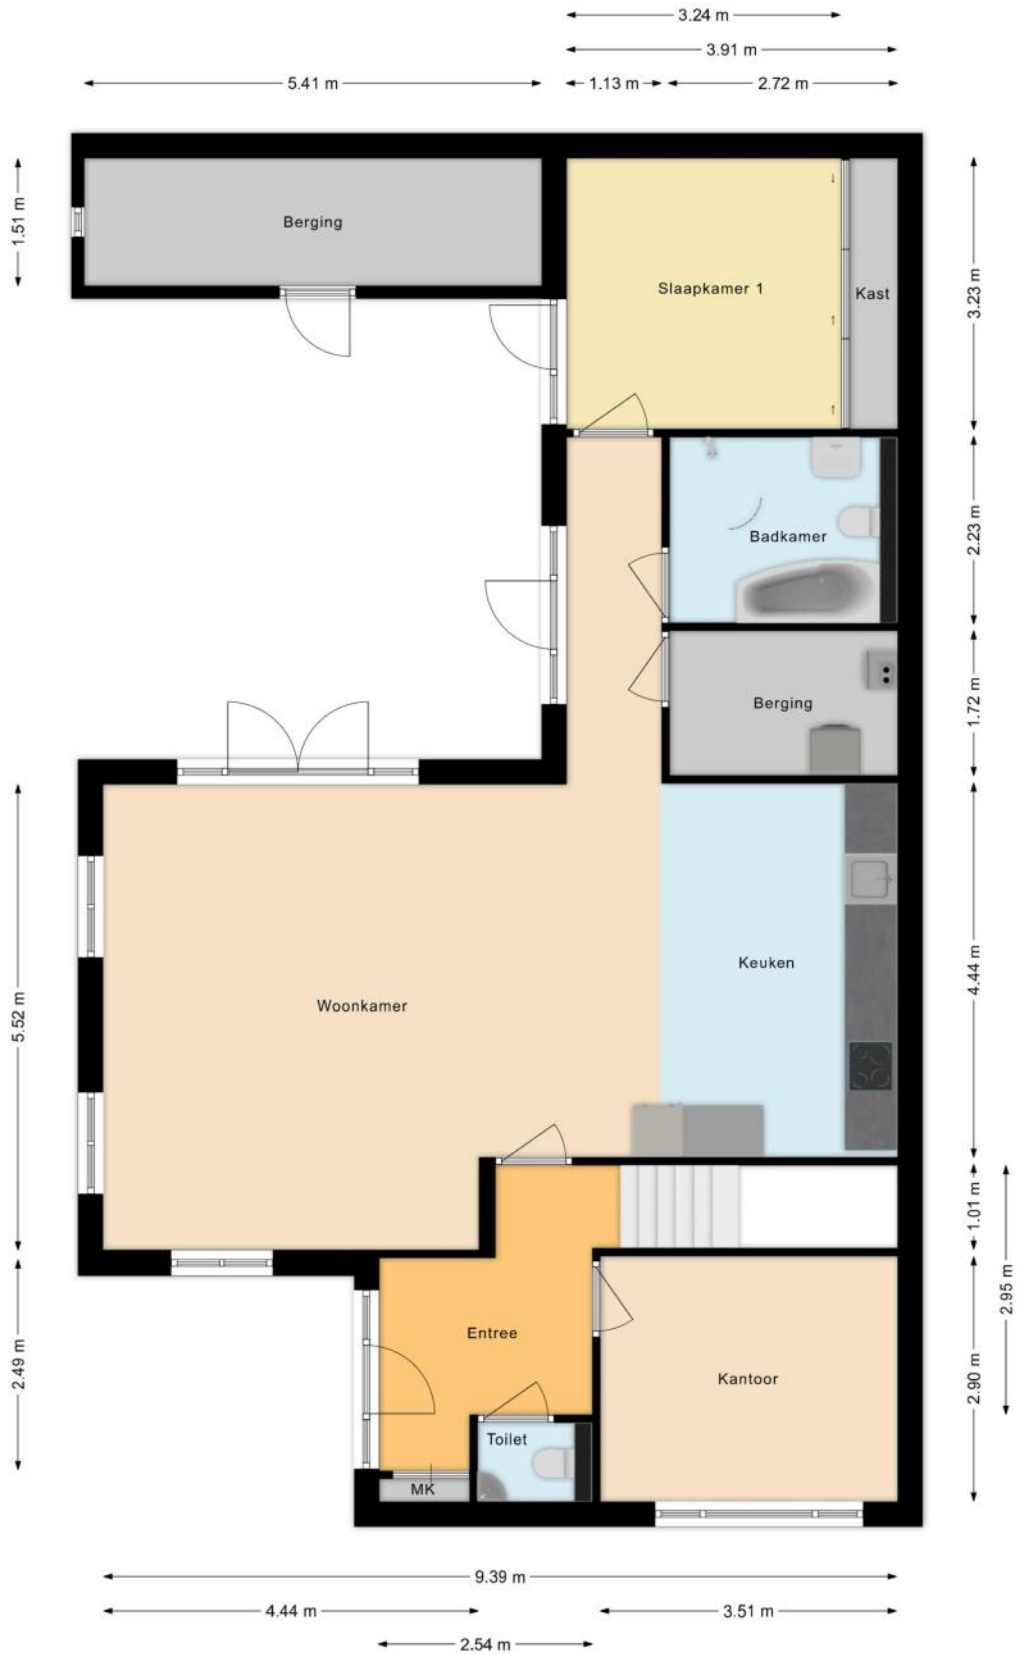 3.24 m
3.91 m
5.41 m
1.13 m
2.72 m
1.51 m
Berging
Slaapkamer 1
Kast
3.23 m
Badkamer
2.23 m
Berging
1.72 m
Keuken
4.44 m
Woonkamer
5.52 m
1.01 m
2.95 m
Entree
2.49 m
Kantoor
2.90 m
Toilet
MK
9.39 m
4.44 m
3.51 m
2.54 m